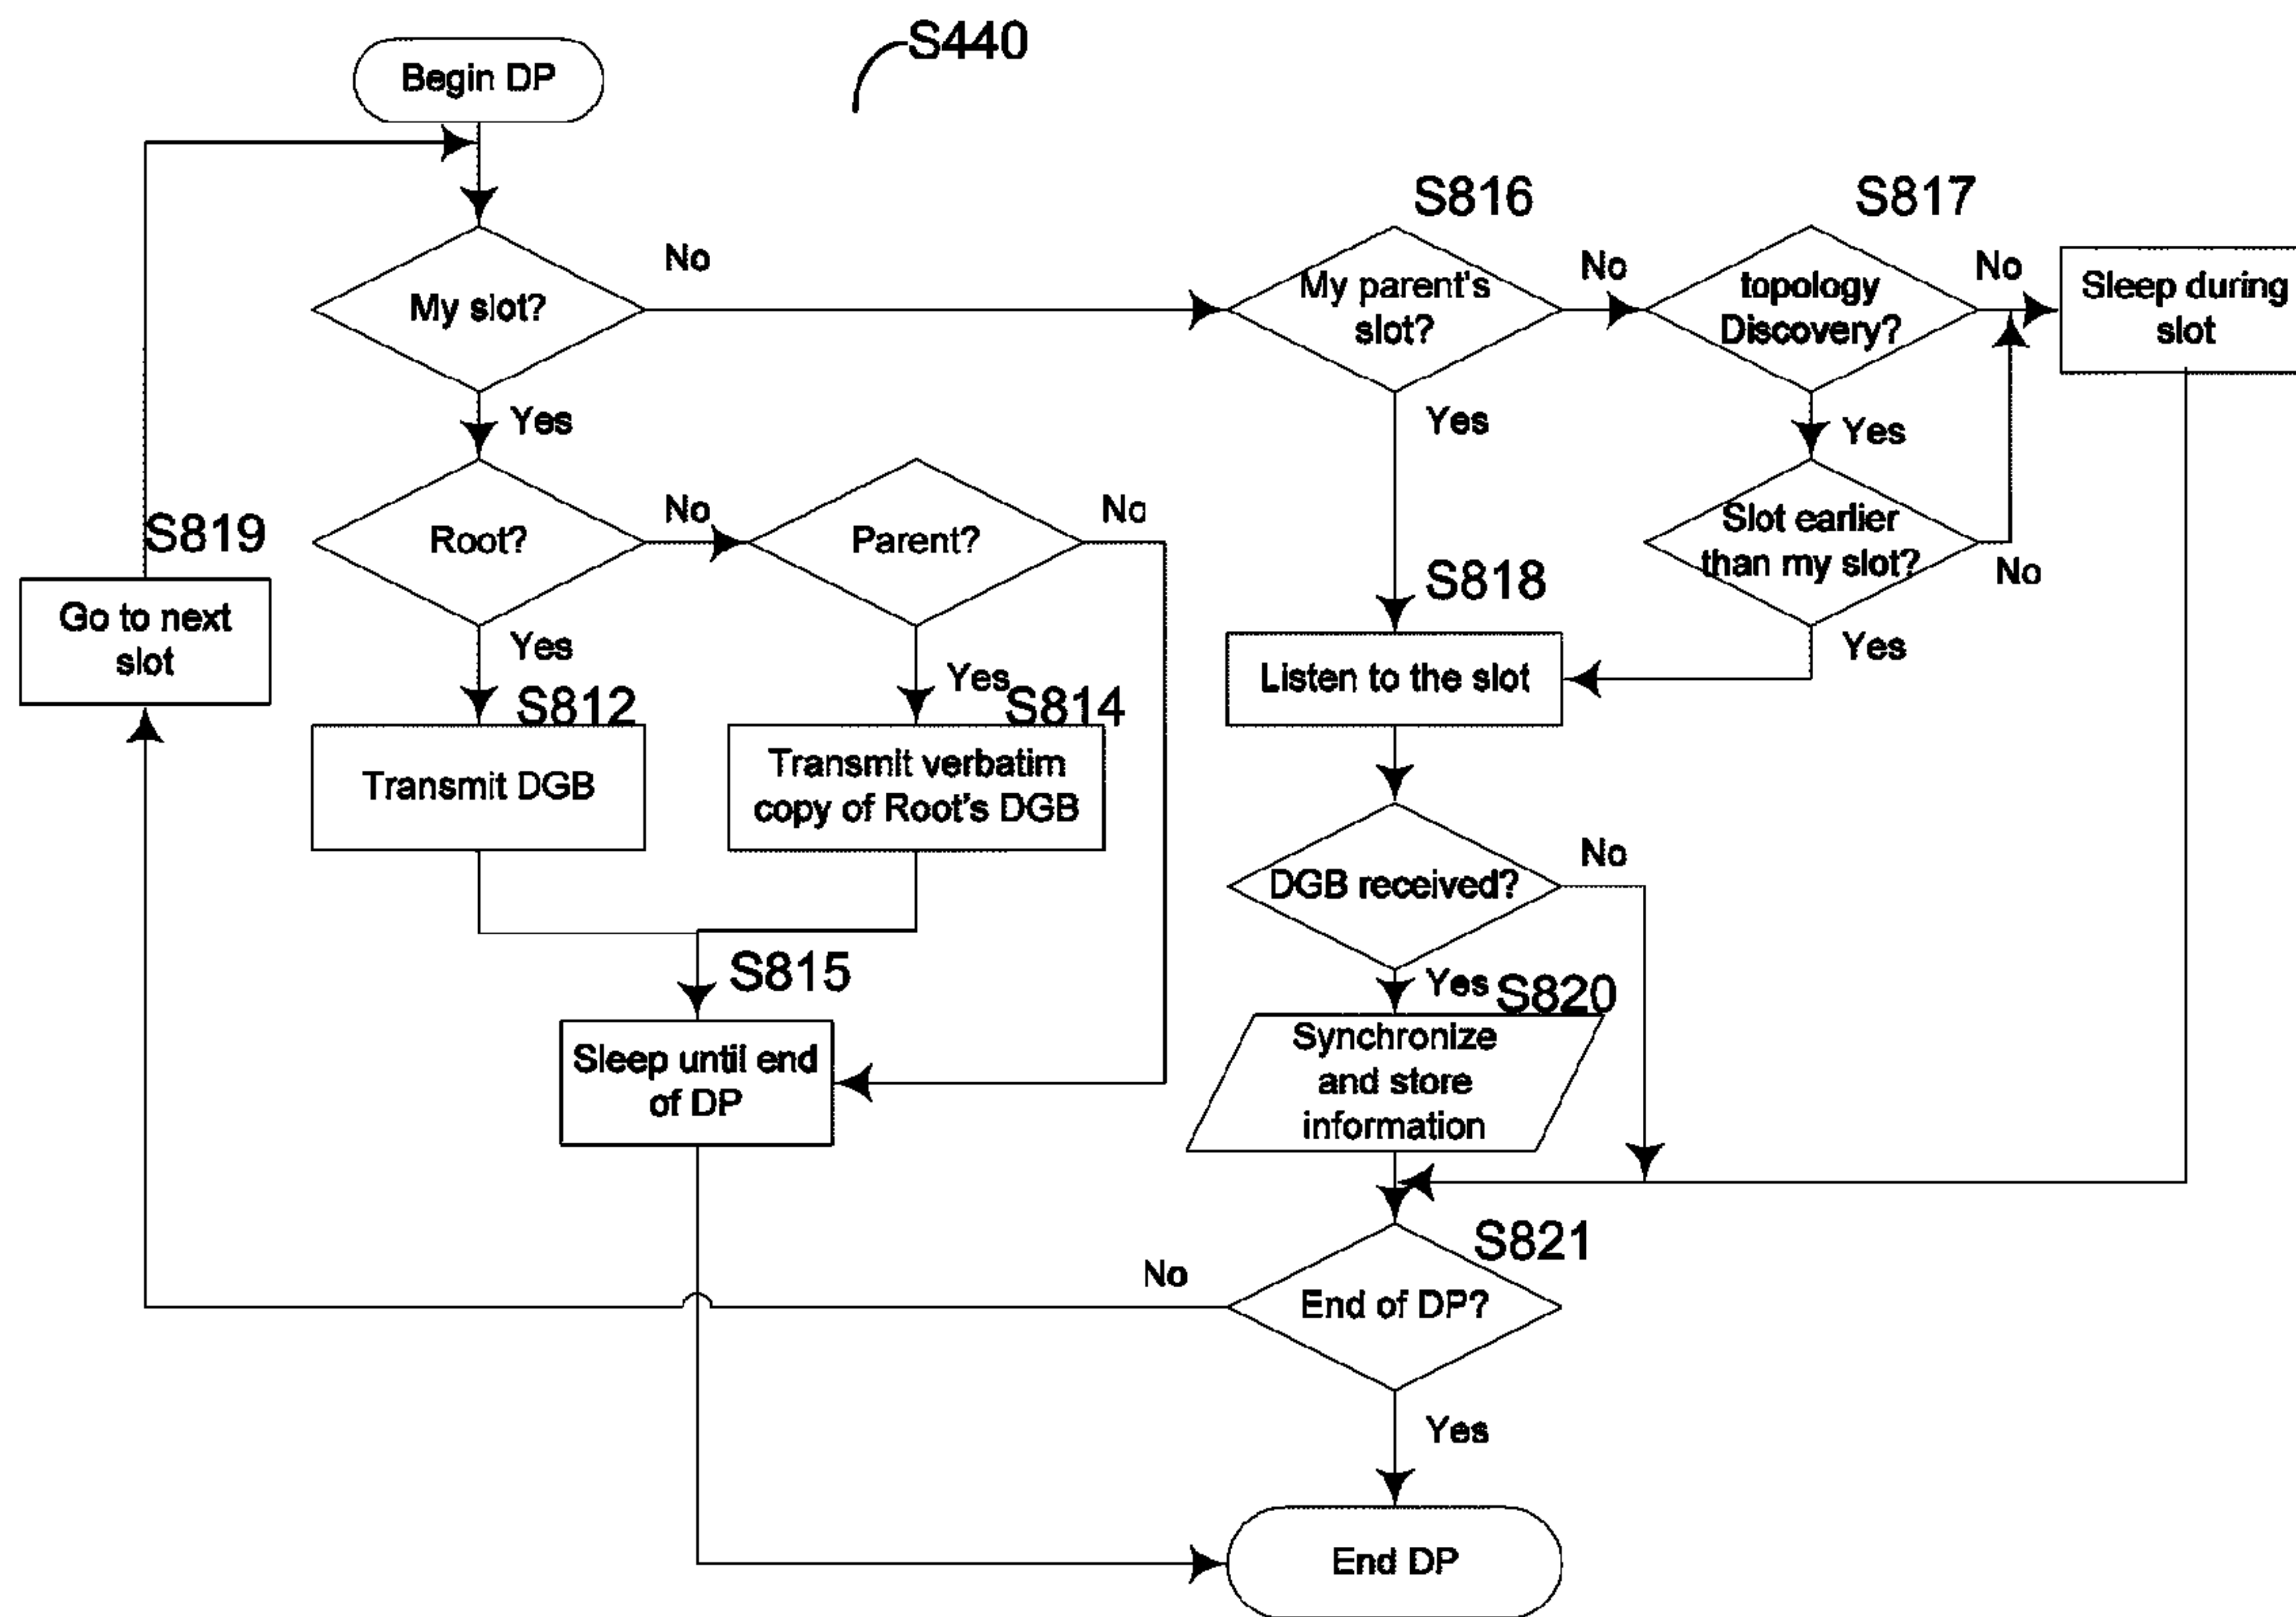 S440
Begin DP
S816
S817
My slot?
No
My parent's
slot?
No
topology
Discovery?
No
Sleep during
slot
Yes
Yes
Yes
S819
Root?
No
Parent?
No
Slot earlier
than my slot?
No
Go to next
slot
Yes
S812
Yes
S814
S818
Listen to the slot
Yes
Transmit DGB
Transmit verbatim
copy of Root's DGB
DGB received?
No
S815
Sleep until end
of DP
Yes
S820
Synchronize
and store
information
S821
No
End of DP?
Yes
End DP